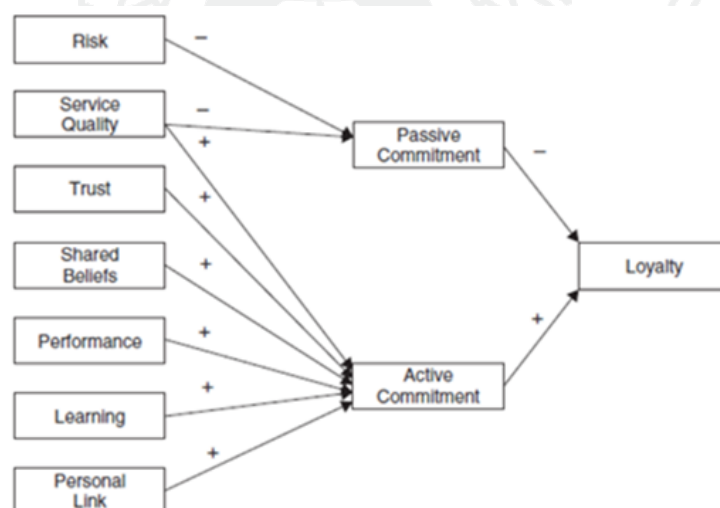 Risk
−
Service
Quality
−
+
Passive
Commitment
−
Trust
+
Shared
Beliefs
+
Loyalty
Performance
+
+
Active
Commitment
Learning
+
Personal
Link
+